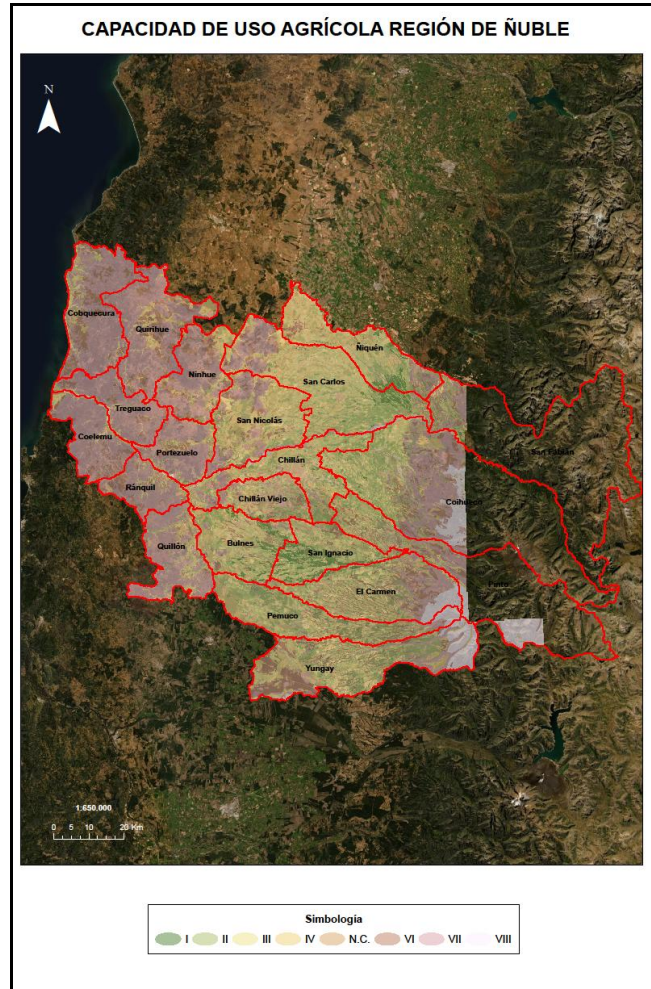 CAPACIDAD DE USO AGRÍCOLA REGIÓN DE ÑUBLE
N
Cobquecura
Quirihue
Ñiquén
Ninhue
San Carlos
Treguaco
San Nicolás
Coelemu
Portezuelo
San Fabián
Chillán
Ránquil
Chillán Viejo
Coihueco
Quillón
Bulnes
San Ignacio
Pinto
El Carmen
Pemuco
Yungay
1:650.000
0 5 10 20 Km
Simbología
I II III IV N.C. VI VII VIII